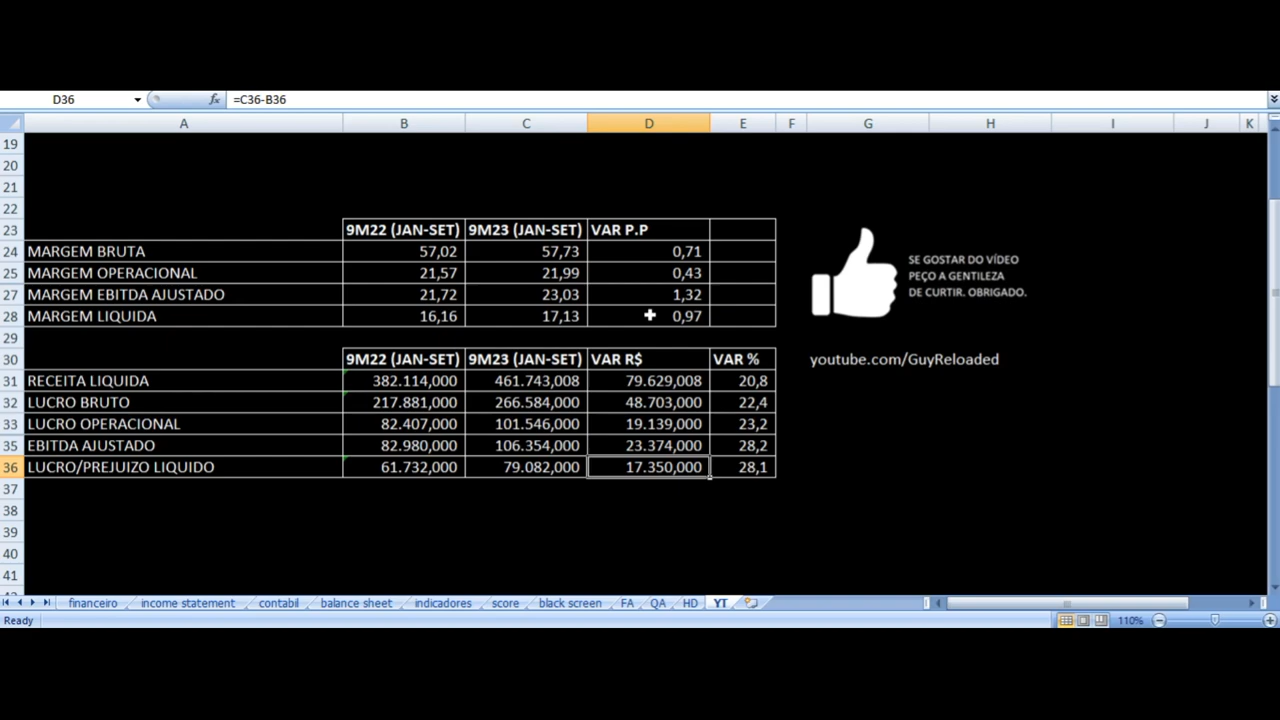 D36 fx =C36-B36
A B C D E F G H I J K
19
20
21
22
23 9M22 (JAN-SET) 9M23 (JAN-SET) VAR P.P
24 MARGEM BRUTA 57,02 57,73 0,71
25 MARGEM OPERACIONAL 21,57 21,99 0,43
27 MARGEM EBITDA AJUSTADO 21,72 23,03 1,32
28 MARGEM LIQUIDA 16,16 17,13 0,97
SE GOSTAR DO VÍDEO
PEÇO A GENTILEZA
DE CURTIR. OBRIGADO.
29
30 9M22 (JAN-SET) 9M23 (JAN-SET) VAR R$ VAR % youtube.com/GuyReloaded
31 RECEITA LIQUIDA 382.114,000 461.743,008 79.629,008 20,8
32 LUCRO BRUTO 217.881,000 266.584,000 48.703,000 22,4
33 LUCRO OPERACIONAL 82.407,000 101.546,000 19.139,000 23,2
35 EBITDA AJUSTADO 82.980,000 106.354,000 23.374,000 28,2
36 LUCRO/PREJUIZO LIQUIDO 61.732,000 79.082,000 17.350,000 28,1
37
38
39
40
41
financeiro income statement contabil balance sheet indicadores score black screen FA QA HD YT
Ready 110%